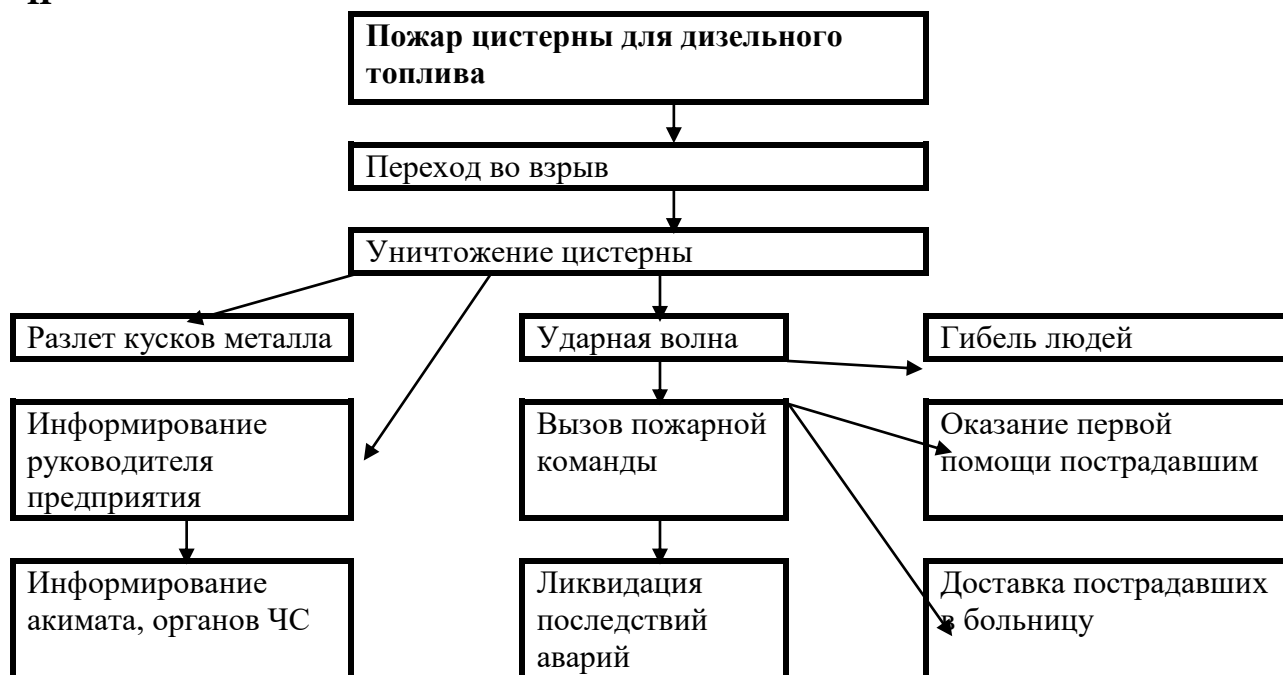 Пожар цистерны для дизельного
топлива
Переход во взрыв
Уничтожение цистерны
Разлет кусков металла
Ударная волна
Гибель людей
Информирование
руководителя
предприятия
Вызов пожарной
команды
Оказание первой
помощи пострадавшим
Информирование
акимата, органов ЧС
Ликвидация
последствий
аварий
Доставка пострадавших
в больницу